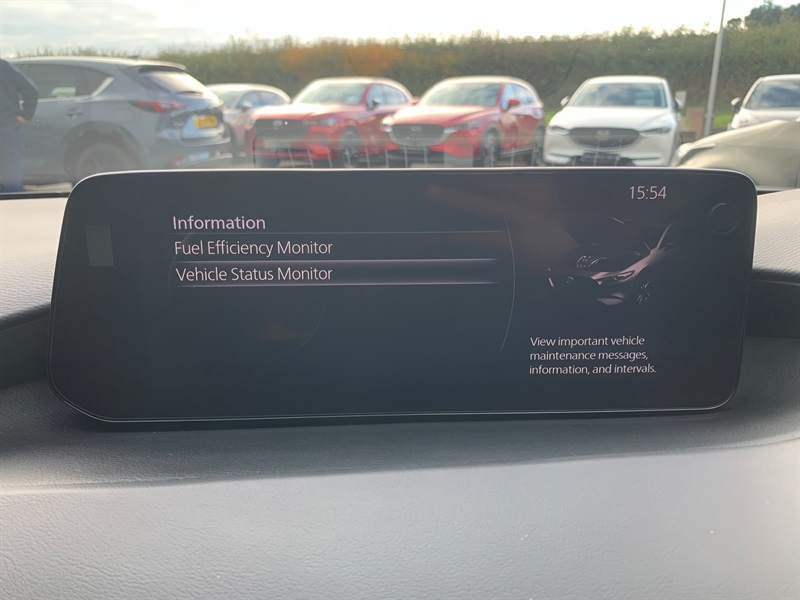 15:54
Information
Fuel Efficiency Monitor
Vehicle Status Monitor
View important vehicle
maintenance messages,
information, and intervals.